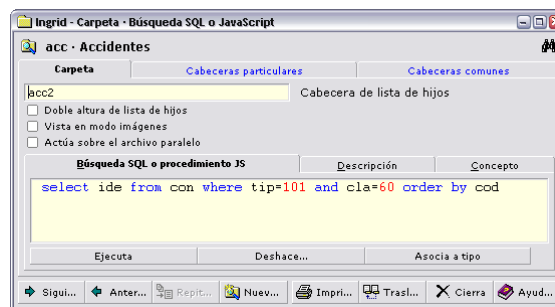 Ingrid - Carpeta · Búsqueda SQL o JavaScript
acc · Accidentes
Carpeta Cabeceras particulares Cabeceras comunes
acc2 Cabecera de lista de hijos
Doble altura de lista de hijos
Vista en modo imágenes
Actúa sobre el archivo paralelo
Búsqueda SQL o procedimiento JS Descripción Concepto
select ide from con where tip=101 and cla=60 order by cod
Ejecuta Deshace... Asocia a tipo
Sigui... Anter... Repit... Nuev... Impri... Trasl... Cierra Ayud...